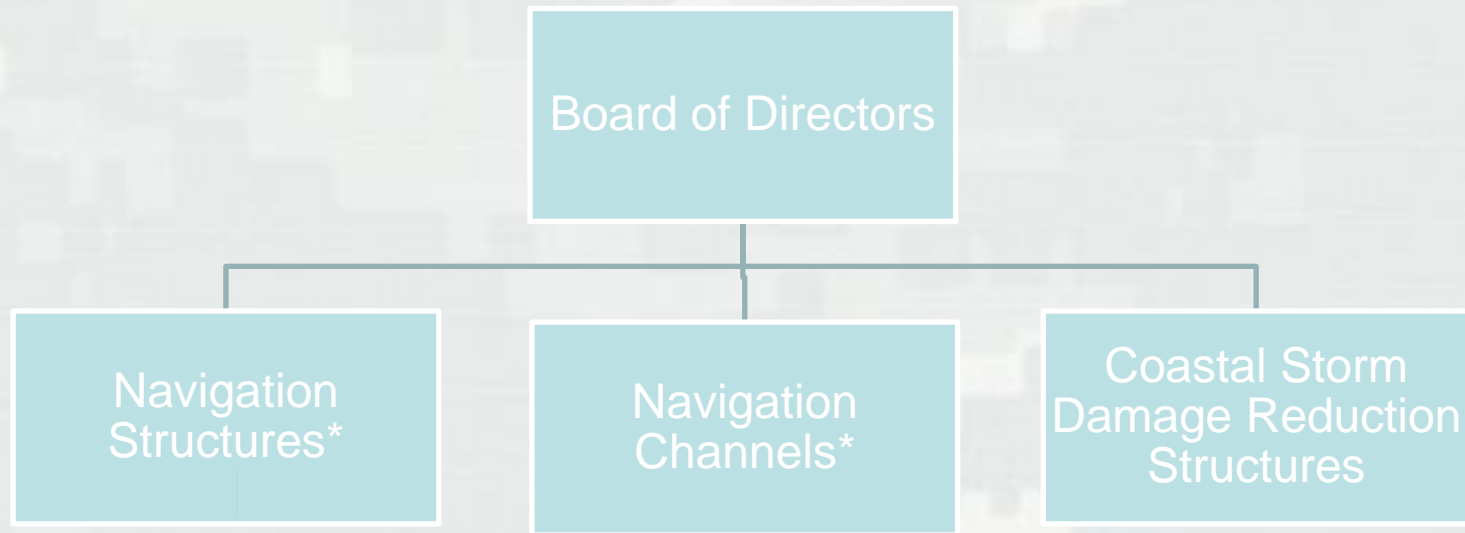 Board of Directors
Navigation
Structures*
Navigation
Channels*
Coastal Storm
Damage Reduction
Structures